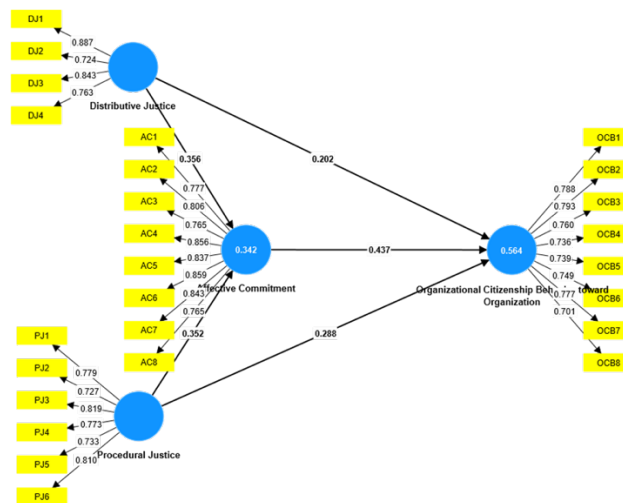 DJ1
DJ2
DJ3
DJ4
0.887
0.724
0.843
0.763
Distributive Justice
AC1
AC2
AC3
AC4
AC5
AC6
AC7
AC8
0.356
0.777
0.806
0.765
0.856
0.837
0.859
0.843
0.765
0.352
0.342
Affective Commitment
0.202
0.437
0.288
PJ1
PJ2
PJ3
PJ4
PJ5
PJ6
0.779
0.727
0.819
0.773
0.733
0.810
Procedural Justice
0.564
Organizational Citizenship toward
Organization
0.788
0.793
0.760
0.736
0.739
0.749
0.777
0.701
OCB1
OCB2
OCB3
OCB4
OCB5
OCB6
OCB7
OCB8